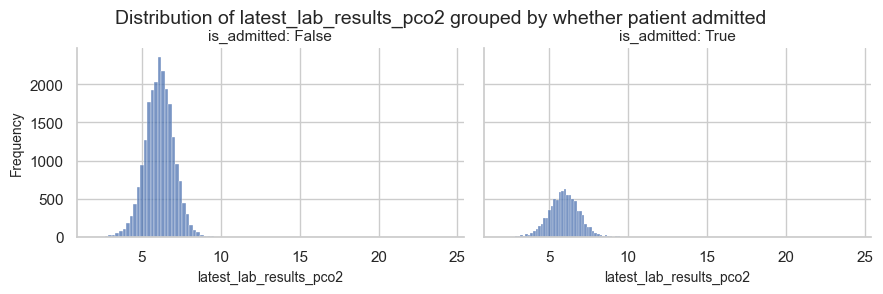 Distribution of latest_lab_results_pco2 grouped by whether patient admitted
is_admitted: False
is_admitted: True
2000
1500
1000
500
0
Frequency
5 10 15 20 25
5 10 15 20 25
latest_lab_results_pco2
latest_lab_results_pco2